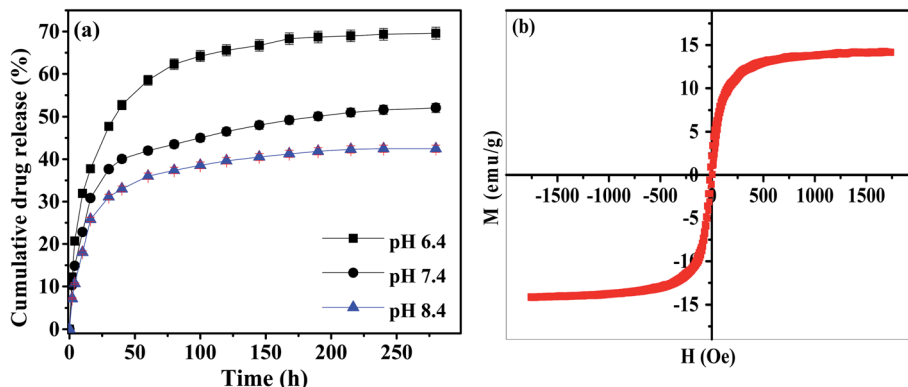 (a)
Cumulative drug release (%)
70
60
50
40
30
20
10
0
0 50 100 150 200 250
Time (h)
pH 6.4
pH 7.4
pH 8.4
(b)
M (emu/g)
15
10
5
0
-5
-10
-15
-1500 -1000 -500 0 500 1000 1500
H (Oe)